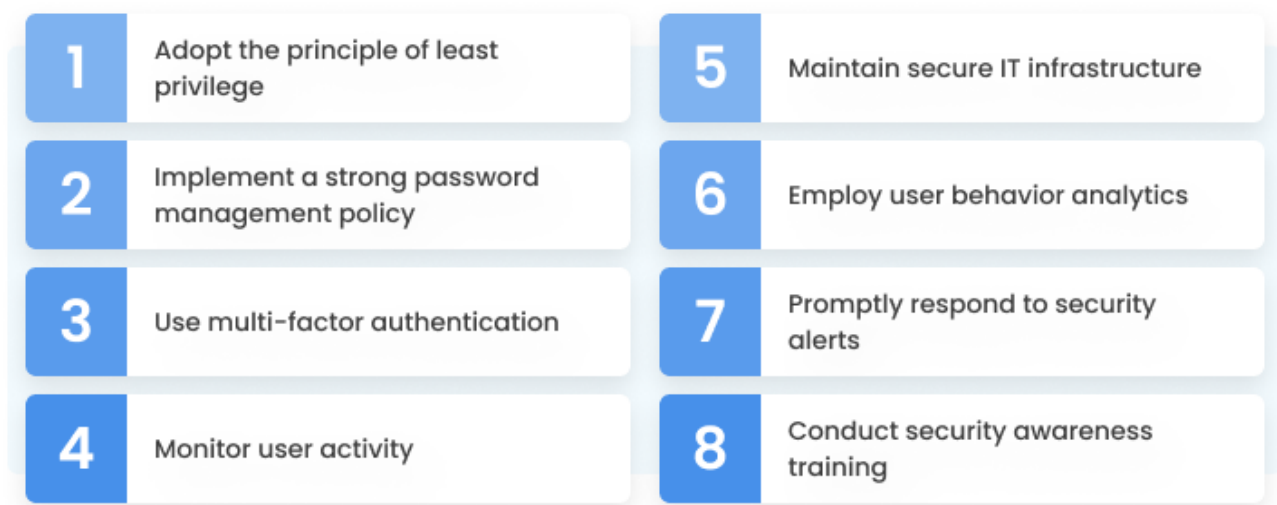 1
Adopt the principle of least
privilege
2
Implement a strong password
management policy
3
Use multi-factor authentication
4
Monitor user activity
5
Maintain secure IT infrastructure
6
Employ user behavior analytics
7
Promptly respond to security
alerts
8
Conduct security awareness
training